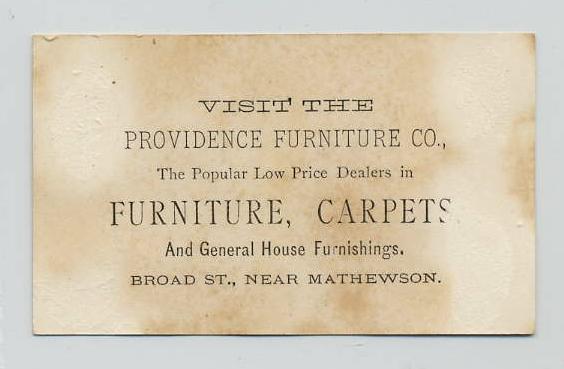 VISIT THE
PROVIDENCE FURNITURE CO.,
The Popular Low Price Dealers in
FURNITURE, CARPETS
And General House Furnishings.
BROAD ST., NEAR MATHEWSON.